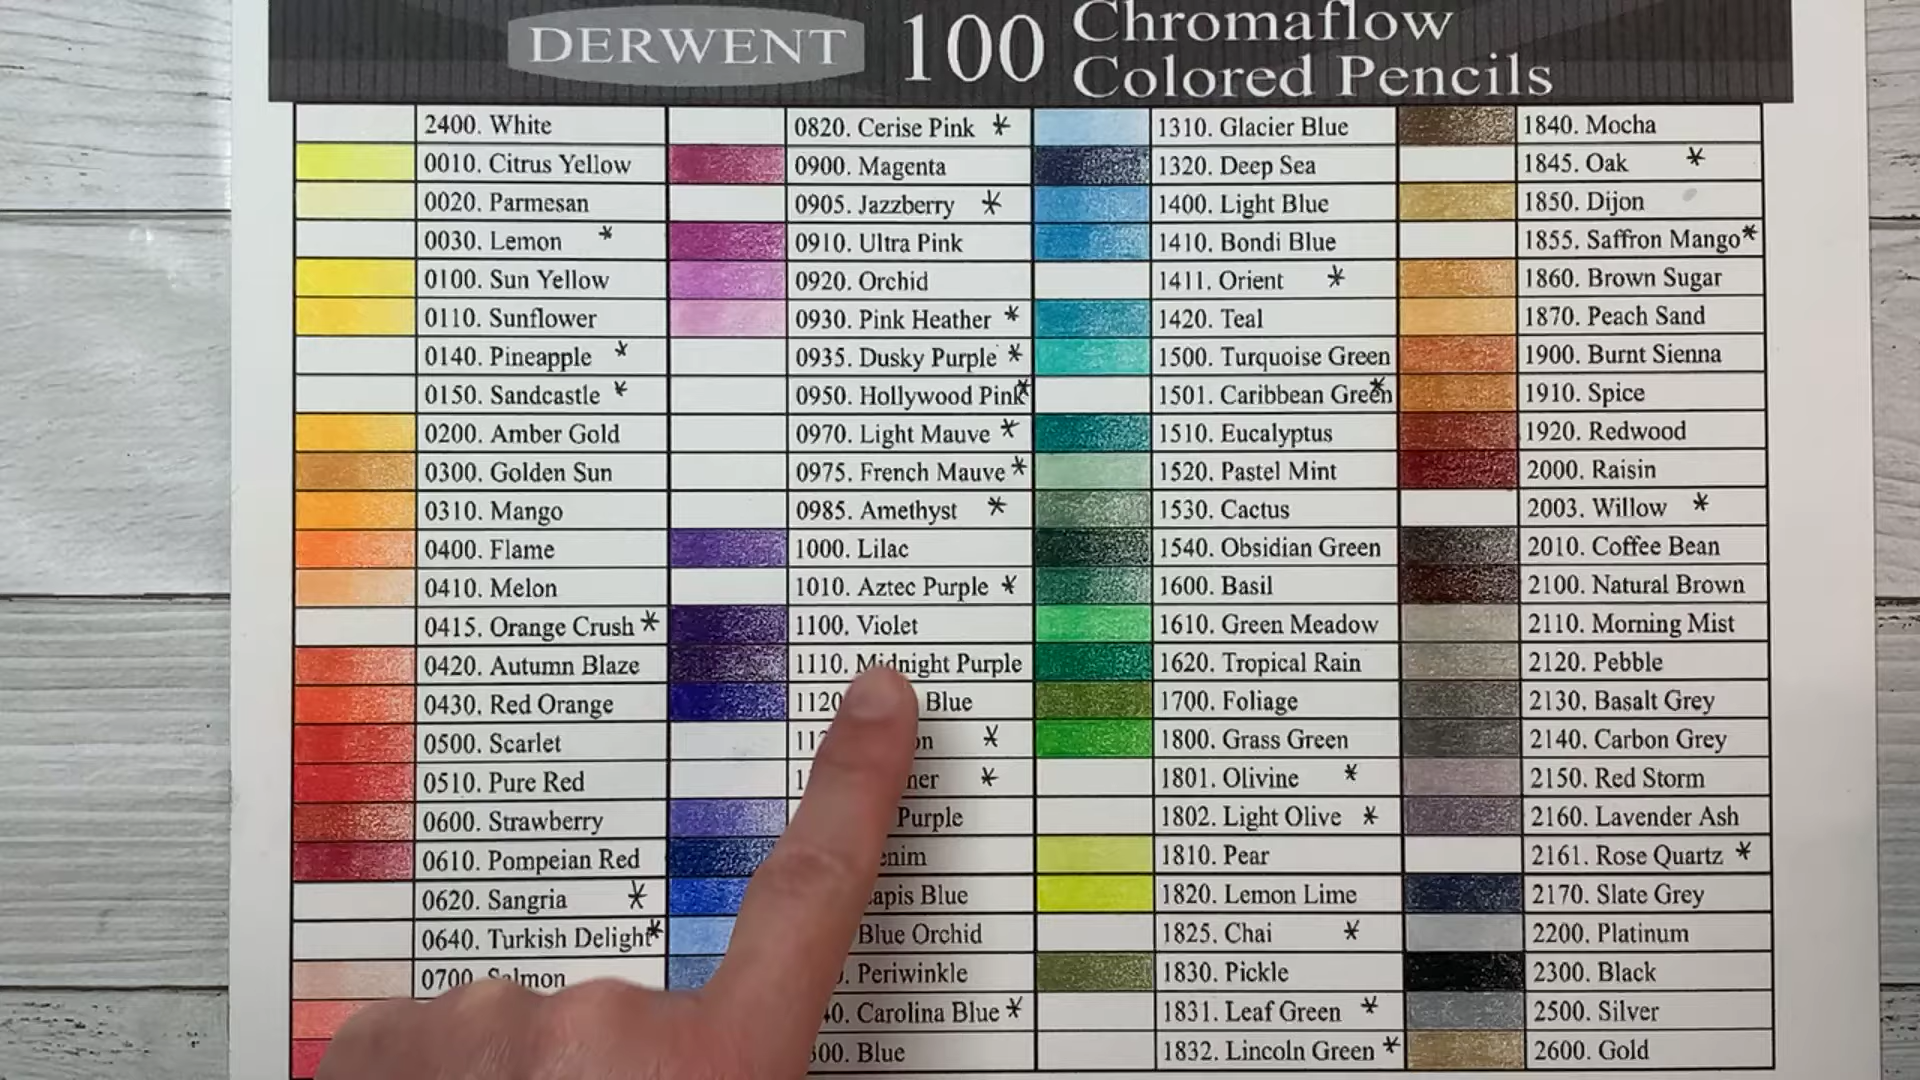 DERWENT 100 Chromaflow
Colored Pencils
2400. White
0010. Citrus Yellow
0020. Parmesan
0030. Lemon *
0100. Sun Yellow
0110. Sunflower
0140. Pineapple *
0150. Sandcastle *
0200. Amber Gold
0300. Golden Sun
0310. Mango
0400. Flame
0410. Melon
0415. Orange Crush *
0420. Autumn Blaze
0430. Red Orange
0500. Scarlet
0510. Pure Red
0600. Strawberry
0610. Pompeian Red
0620. Sangria *
0640. Turkish Delight *
0700. Salmon
0820. Cerise Pink *
0900. Magenta
0905. Jazzberry *
0910. Ultra Pink
0920. Orchid
0930. Pink Heather *
0935. Dusky Purple *
0950. Hollywood Pink *
0970. Light Mauve *
0975. French Mauve *
0985. Amethyst *
1000. Lilac
1010. Aztec Purple *
1100. Violet
1110. Midnight Purple
1120 Blue
*
*
Purple
Blue
Blue Orchid
Periwinkle
Carolina Blue *
Blue
1310. Glacier Blue
1320. Deep Sea
1400. Light Blue
1410. Bondi Blue
1411. Orient *
1420. Teal
1500. Turquoise Green
1501. Caribbean Green *
1510. Eucalyptus
1520. Pastel Mint
1530. Cactus
1540. Obsidian Green
1600. Basil
1610. Green Meadow
1620. Tropical Rain
1700. Foliage
1800. Grass Green
1801. Olivine *
1802. Light Olive *
1810. Pear
1820. Lemon Lime
1825. Chai *
1830. Pickle
1831. Leaf Green *
1832. Lincoln Green *
1840. Mocha
1845. Oak *
1850. Dijon
1855. Saffron Mango *
1860. Brown Sugar
1870. Peach Sand
1900. Burnt Sienna
1910. Spice
1920. Redwood
2000. Raisin
2003. Willow *
2010. Coffee Bean
2100. Natural Brown
2110. Morning Mist
2120. Pebble
2130. Basalt Grey
2140. Carbon Grey
2150. Red Storm
2160. Lavender Ash
2161. Rose Quartz *
2170. Slate Grey
2200. Platinum
2300. Black
2500. Silver
2600. Gold